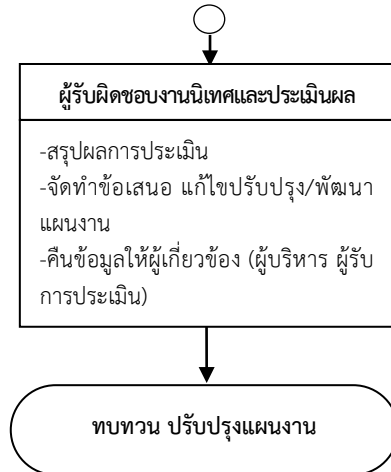 ผู้รับผิดชอบงานนิเทศและประเมินผล
-สรุปผลการประเมิน
-จัดทำข้อเสนอ แก้ไขปรับปรุง/พัฒนา
แผนงาน
-คืนข้อมูลให้ผู้เกี่ยวข้อง (ผู้บริหาร ผู้รับ
การประเมิน)
ทบทวน ปรับปรุงแผนงาน